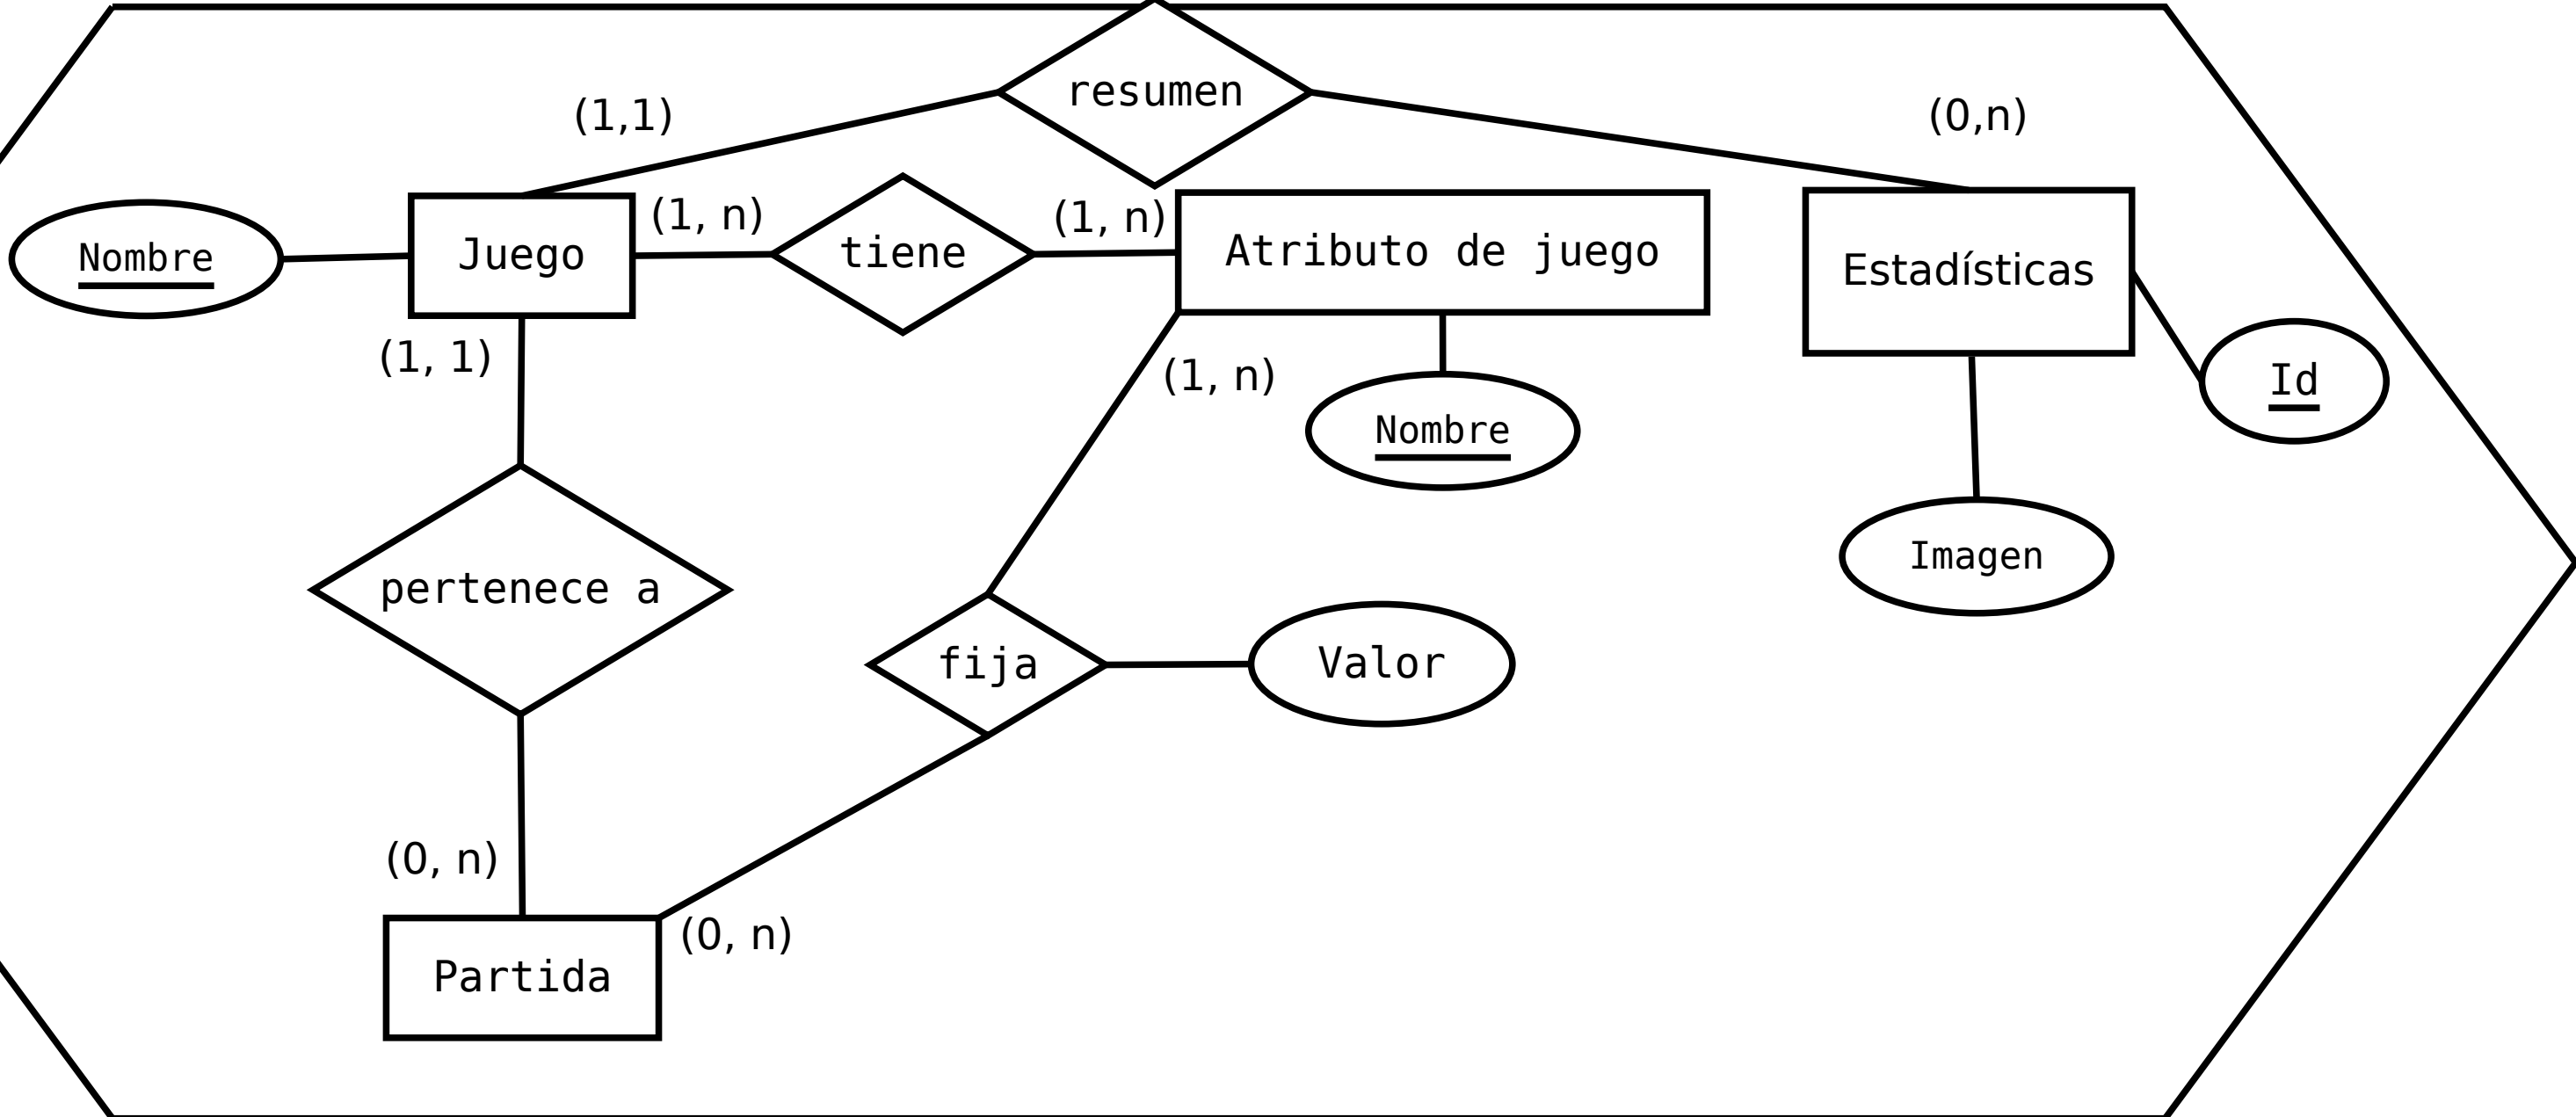 resumen
(1,1)
(0,n)
Nombre
Juego
(1, n)
tiene
(1, n)
Atributo de juego
Estadísticas
(1, 1)
(1, n)
Nombre
Id
Imagen
pertenece a
fija
Valor
(0, n)
(0, n)
Partida